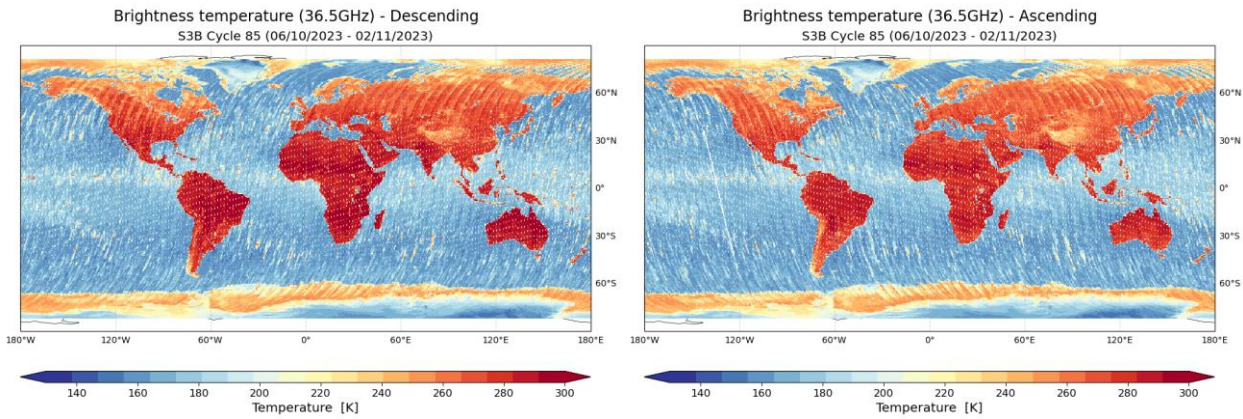 Brightness temperature (36.5GHz) - Descending
S3B Cycle 85 (06/10/2023 - 02/11/2023)
60°N
30°N
0°
30°S
60°S
180°W 120°W 60°W 0° 60°E 120°E 180°E
140 160 180 200 220 240 260 280 300
Temperature [K]
Brightness temperature (36.5GHz) - Ascending
S3B Cycle 85 (06/10/2023 - 02/11/2023)
60°N
30°N
0°
30°S
60°S
180°W 120°W 60°W 0° 60°E 120°E 180°E
140 160 180 200 220 240 260 280 300
Temperature [K]